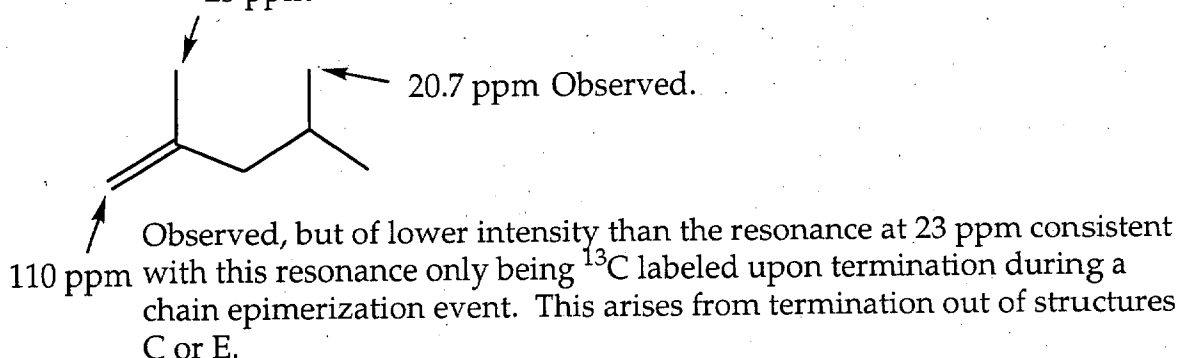 20.7 ppm Observed.
Observed, but of lower intensity than the resonance at 23 ppm consistent
110 ppm with this resonance only being ¹³C labeled upon termination during a
chain epimerization event. This arises from termination out of structures
C or E.